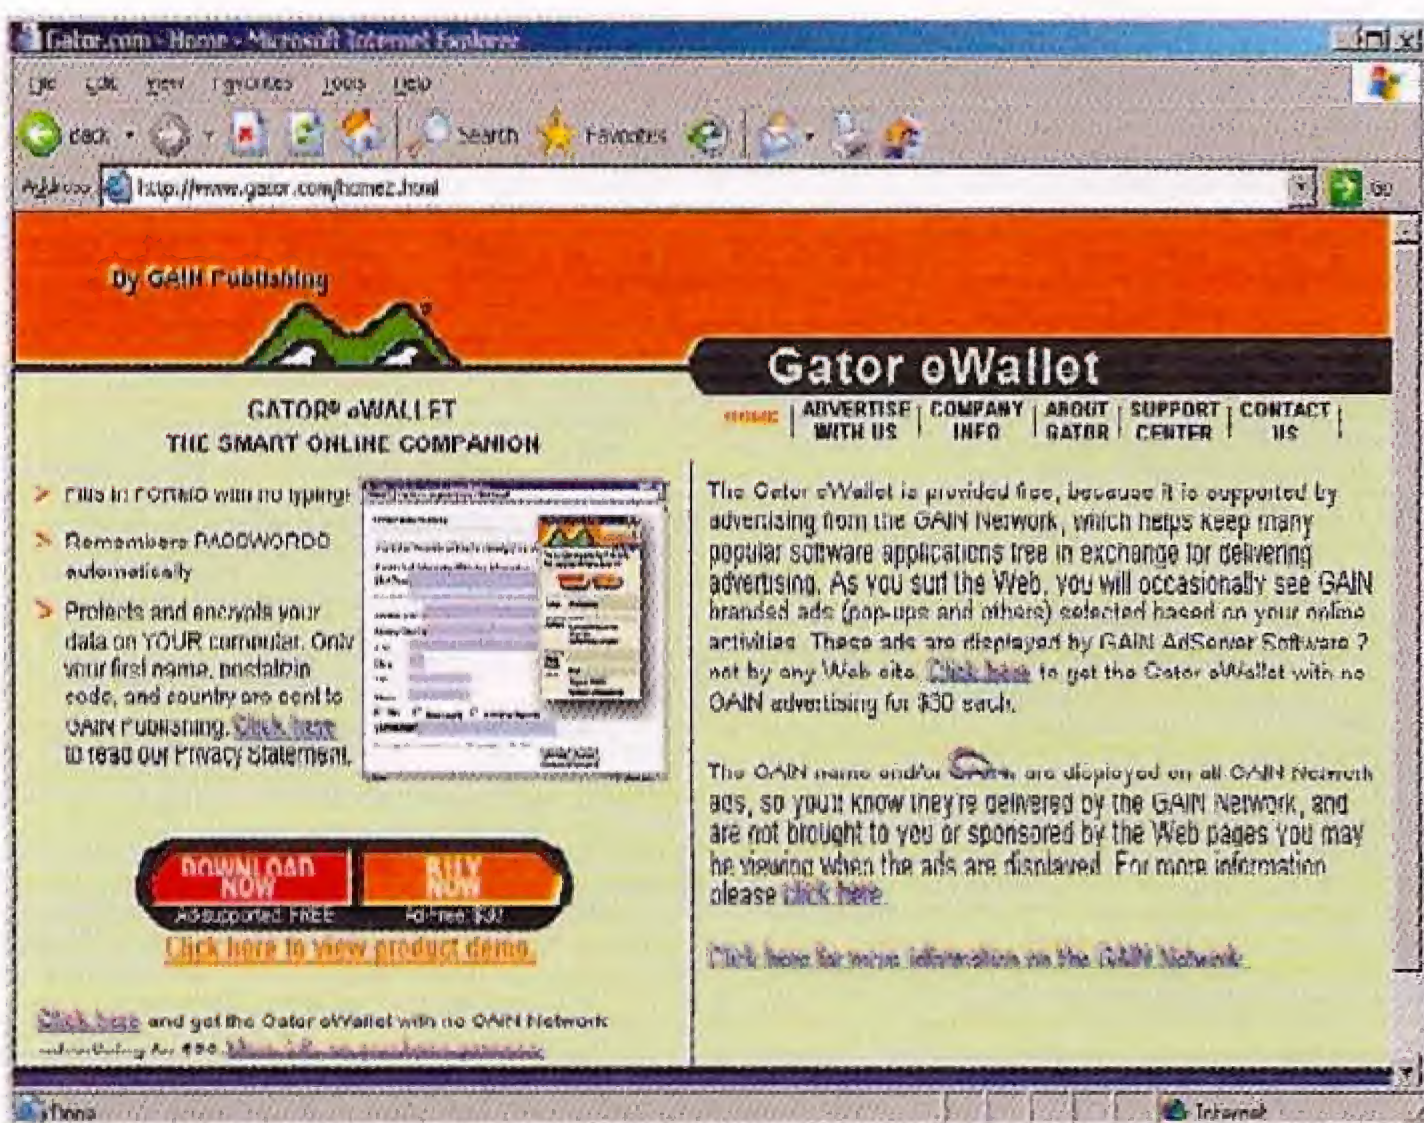 Gator.com - Home - Microsoft Internet Explorer
File Edit View Favorites Tools Help
Back Search Favorites
Address http://www.gator.com/home2.html Go
By GAIN Publishing
Gator eWallet
GATOR® eWALLET
THE SMART ONLINE COMPANION
HOME | ADVERTISE WITH US | COMPANY INFO | ABOUT GATOR | SUPPORT CENTER | CONTACT US |
> Fills in FORMS with no typing!
> Remembers PASSWORDS
automatically
> Protects and encrypts your
data on YOUR computer. Only
your first name, postal/zip
code, and country are sent to
GAIN Publishing. Click here
to read our Privacy Statement.
DOWNLOAD NOW
Ad-supported: FREE
BUY NOW
Ad-Free: $30
Click here to view product demo.
Click here and get the Gator eWallet with no GAIN Network
advertising for $30.
The Gator eWallet is provided free, because it is supported by
advertising from the GAIN Network, which helps keep many
popular software applications free in exchange for delivering
advertising. As you surf the Web, you will occasionally see GAIN
branded ads (pop-ups and others) selected based on your online
activities. These ads are displayed by GAIN AdServer Software ?
not by any Web site. Click here to get the Gator eWallet with no
GAIN advertising for $30 each.
The GAIN name and/or GAIN are displayed on all GAIN Network
ads, so you'll know they're delivered by the GAIN Network, and
are not brought to you or sponsored by the Web pages you may
be viewing when the ads are displayed. For more information
please click here.
Click here for more information on the GAIN Network.
Done Internet